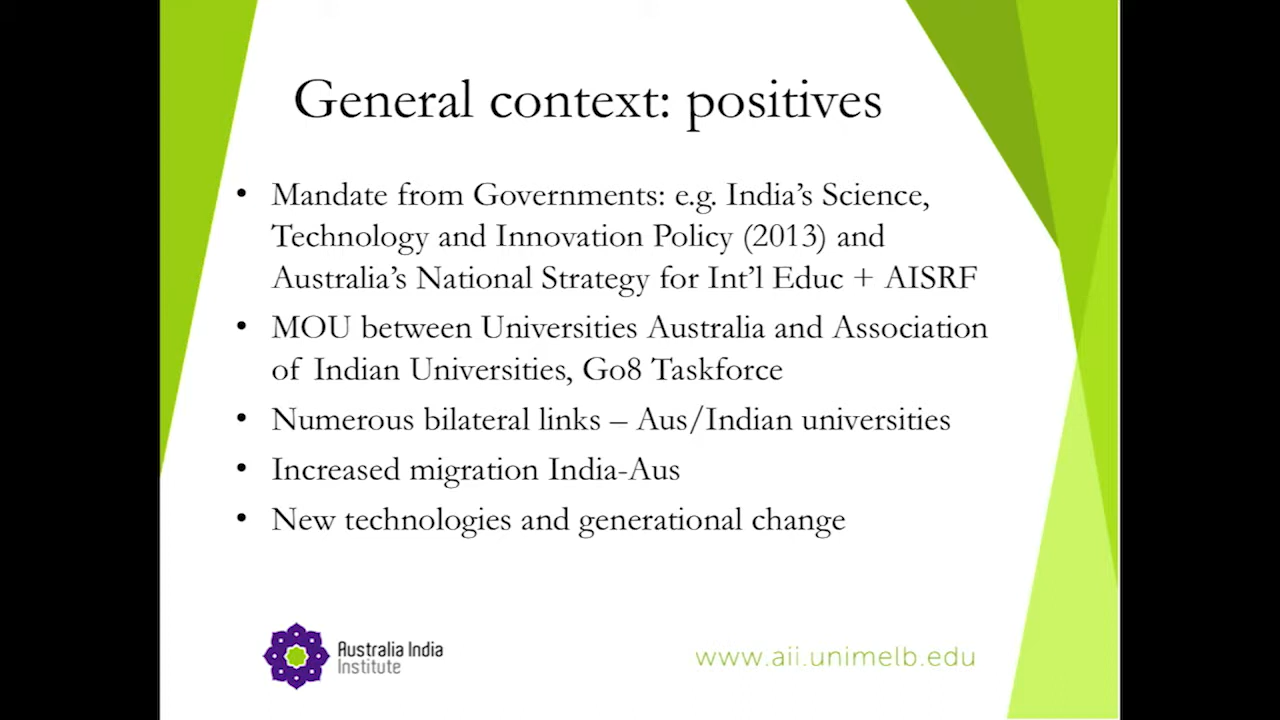 General context: positives
• Mandate from Governments: e.g. India’s Science,
Technology and Innovation Policy (2013) and
Australia’s National Strategy for Int’l Educ + AISRF
• MOU between Universities Australia and Association
of Indian Universities, Go8 Taskforce
• Numerous bilateral links – Aus/Indian universities
• Increased migration India-Aus
• New technologies and generational change
Australia India
Institute
www.aii.unimelb.edu